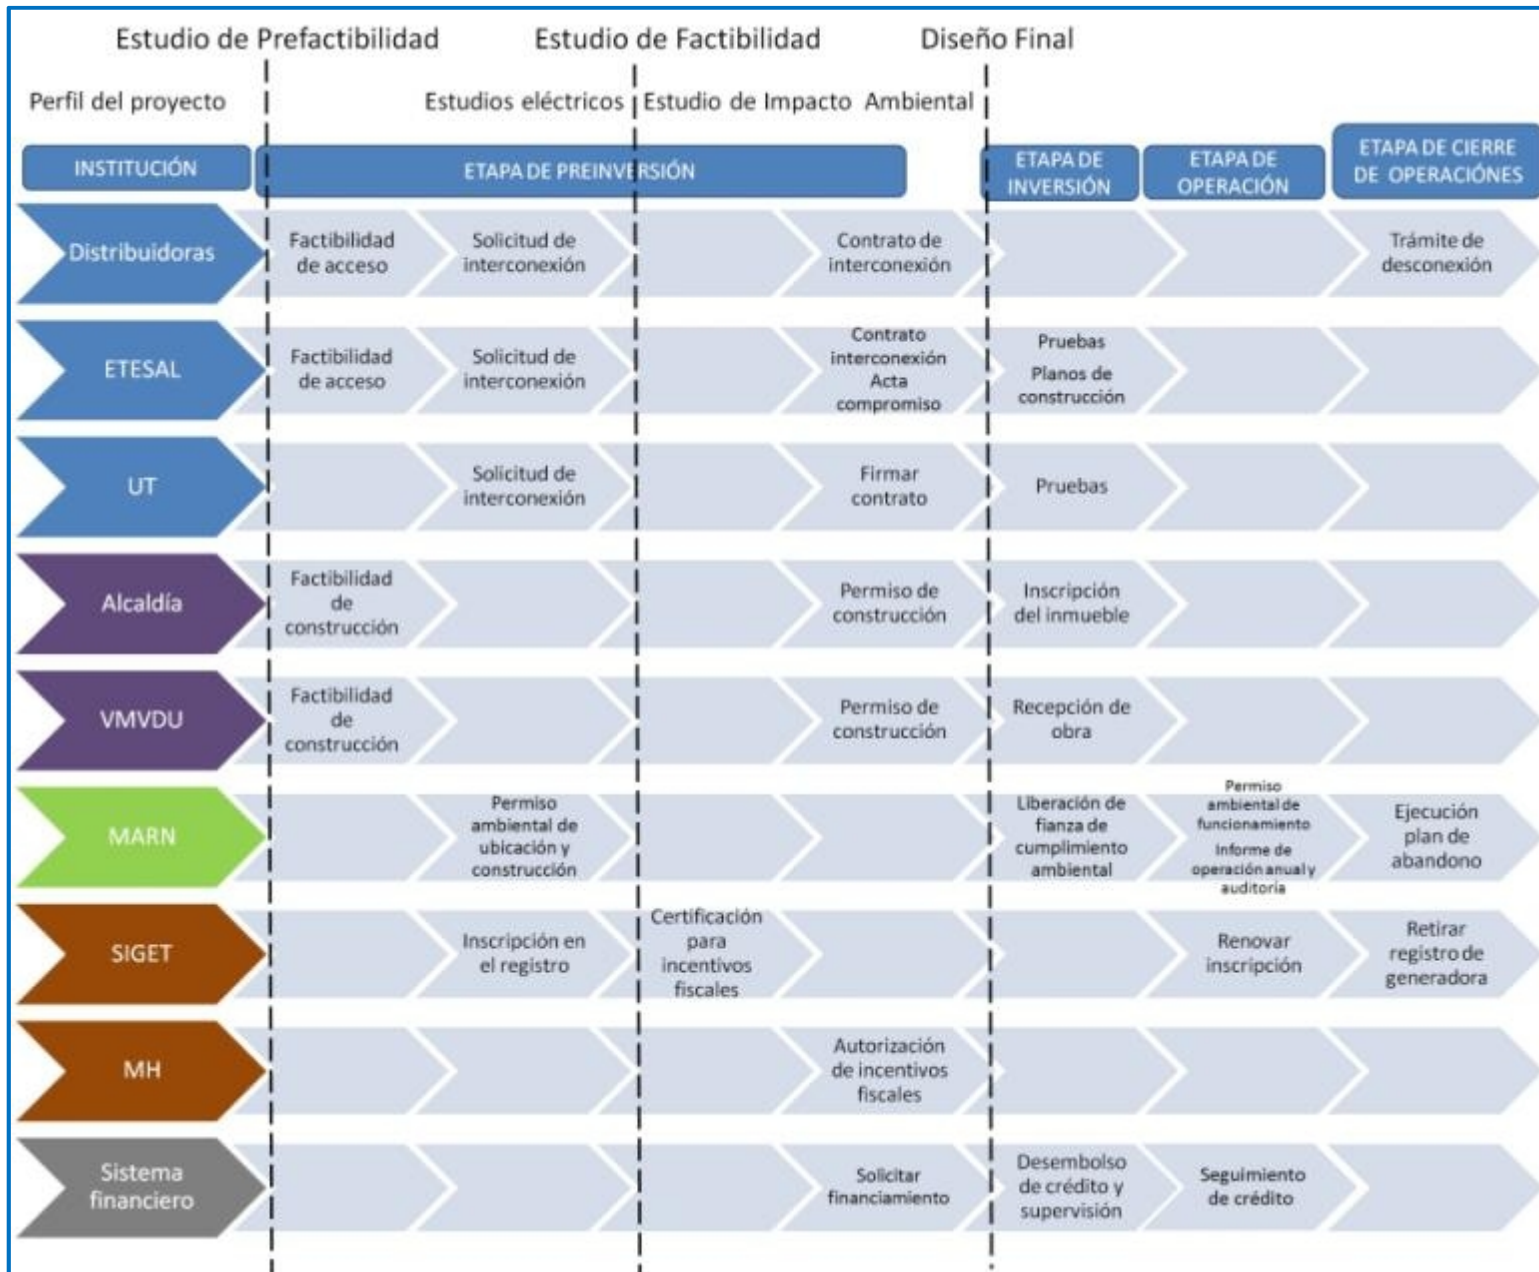 Estudio de Prefactibilidad
Estudio de Factibilidad
Diseño Final
Perfil del proyecto
Estudios eléctricos
Estudio de Impacto Ambiental
INSTITUCIÓN
ETAPA DE PREINVERSIÓN
ETAPA DE
INVERSIÓN
ETAPA DE
OPERACIÓN
ETAPA DE CIERRE
DE OPERACIÓNES
Distribuidoras
Factibilidad
de acceso
Solicitud de
interconexión
Contrato de
interconexión
Trámite de
desconexión
ETESAL
Factibilidad
de acceso
Solicitud de
interconexión
Contrato
interconexión
Acta
compromiso
Pruebas
Planos de
construcción
UT
Solicitud de
interconexión
Firmar
contrato
Pruebas
Alcaldía
Factibilidad
de
construcción
Permiso de
construcción
Inscripción
del inmueble
VMVDU
Factibilidad
de
construcción
Permiso de
construcción
Recepción de
obra
MARN
Permiso
ambiental de
ubicación y
construcción
Liberación de
fianza de
cumplimiento
ambiental
Permiso
ambiental de
funcionamiento
Informe de
operación anual y
auditoría
Ejecución
plan de
abandono
SIGET
Inscripción en
el registro
Certificación
para
incentivos
fiscales
Renovar
inscripción
Retirar
registro de
generadora
MH
Autorización
de incentivos
fiscales
Sistema
financiero
Solicitar
financiamiento
Desembolso
de crédito y
supervisión
Seguimiento
de crédito